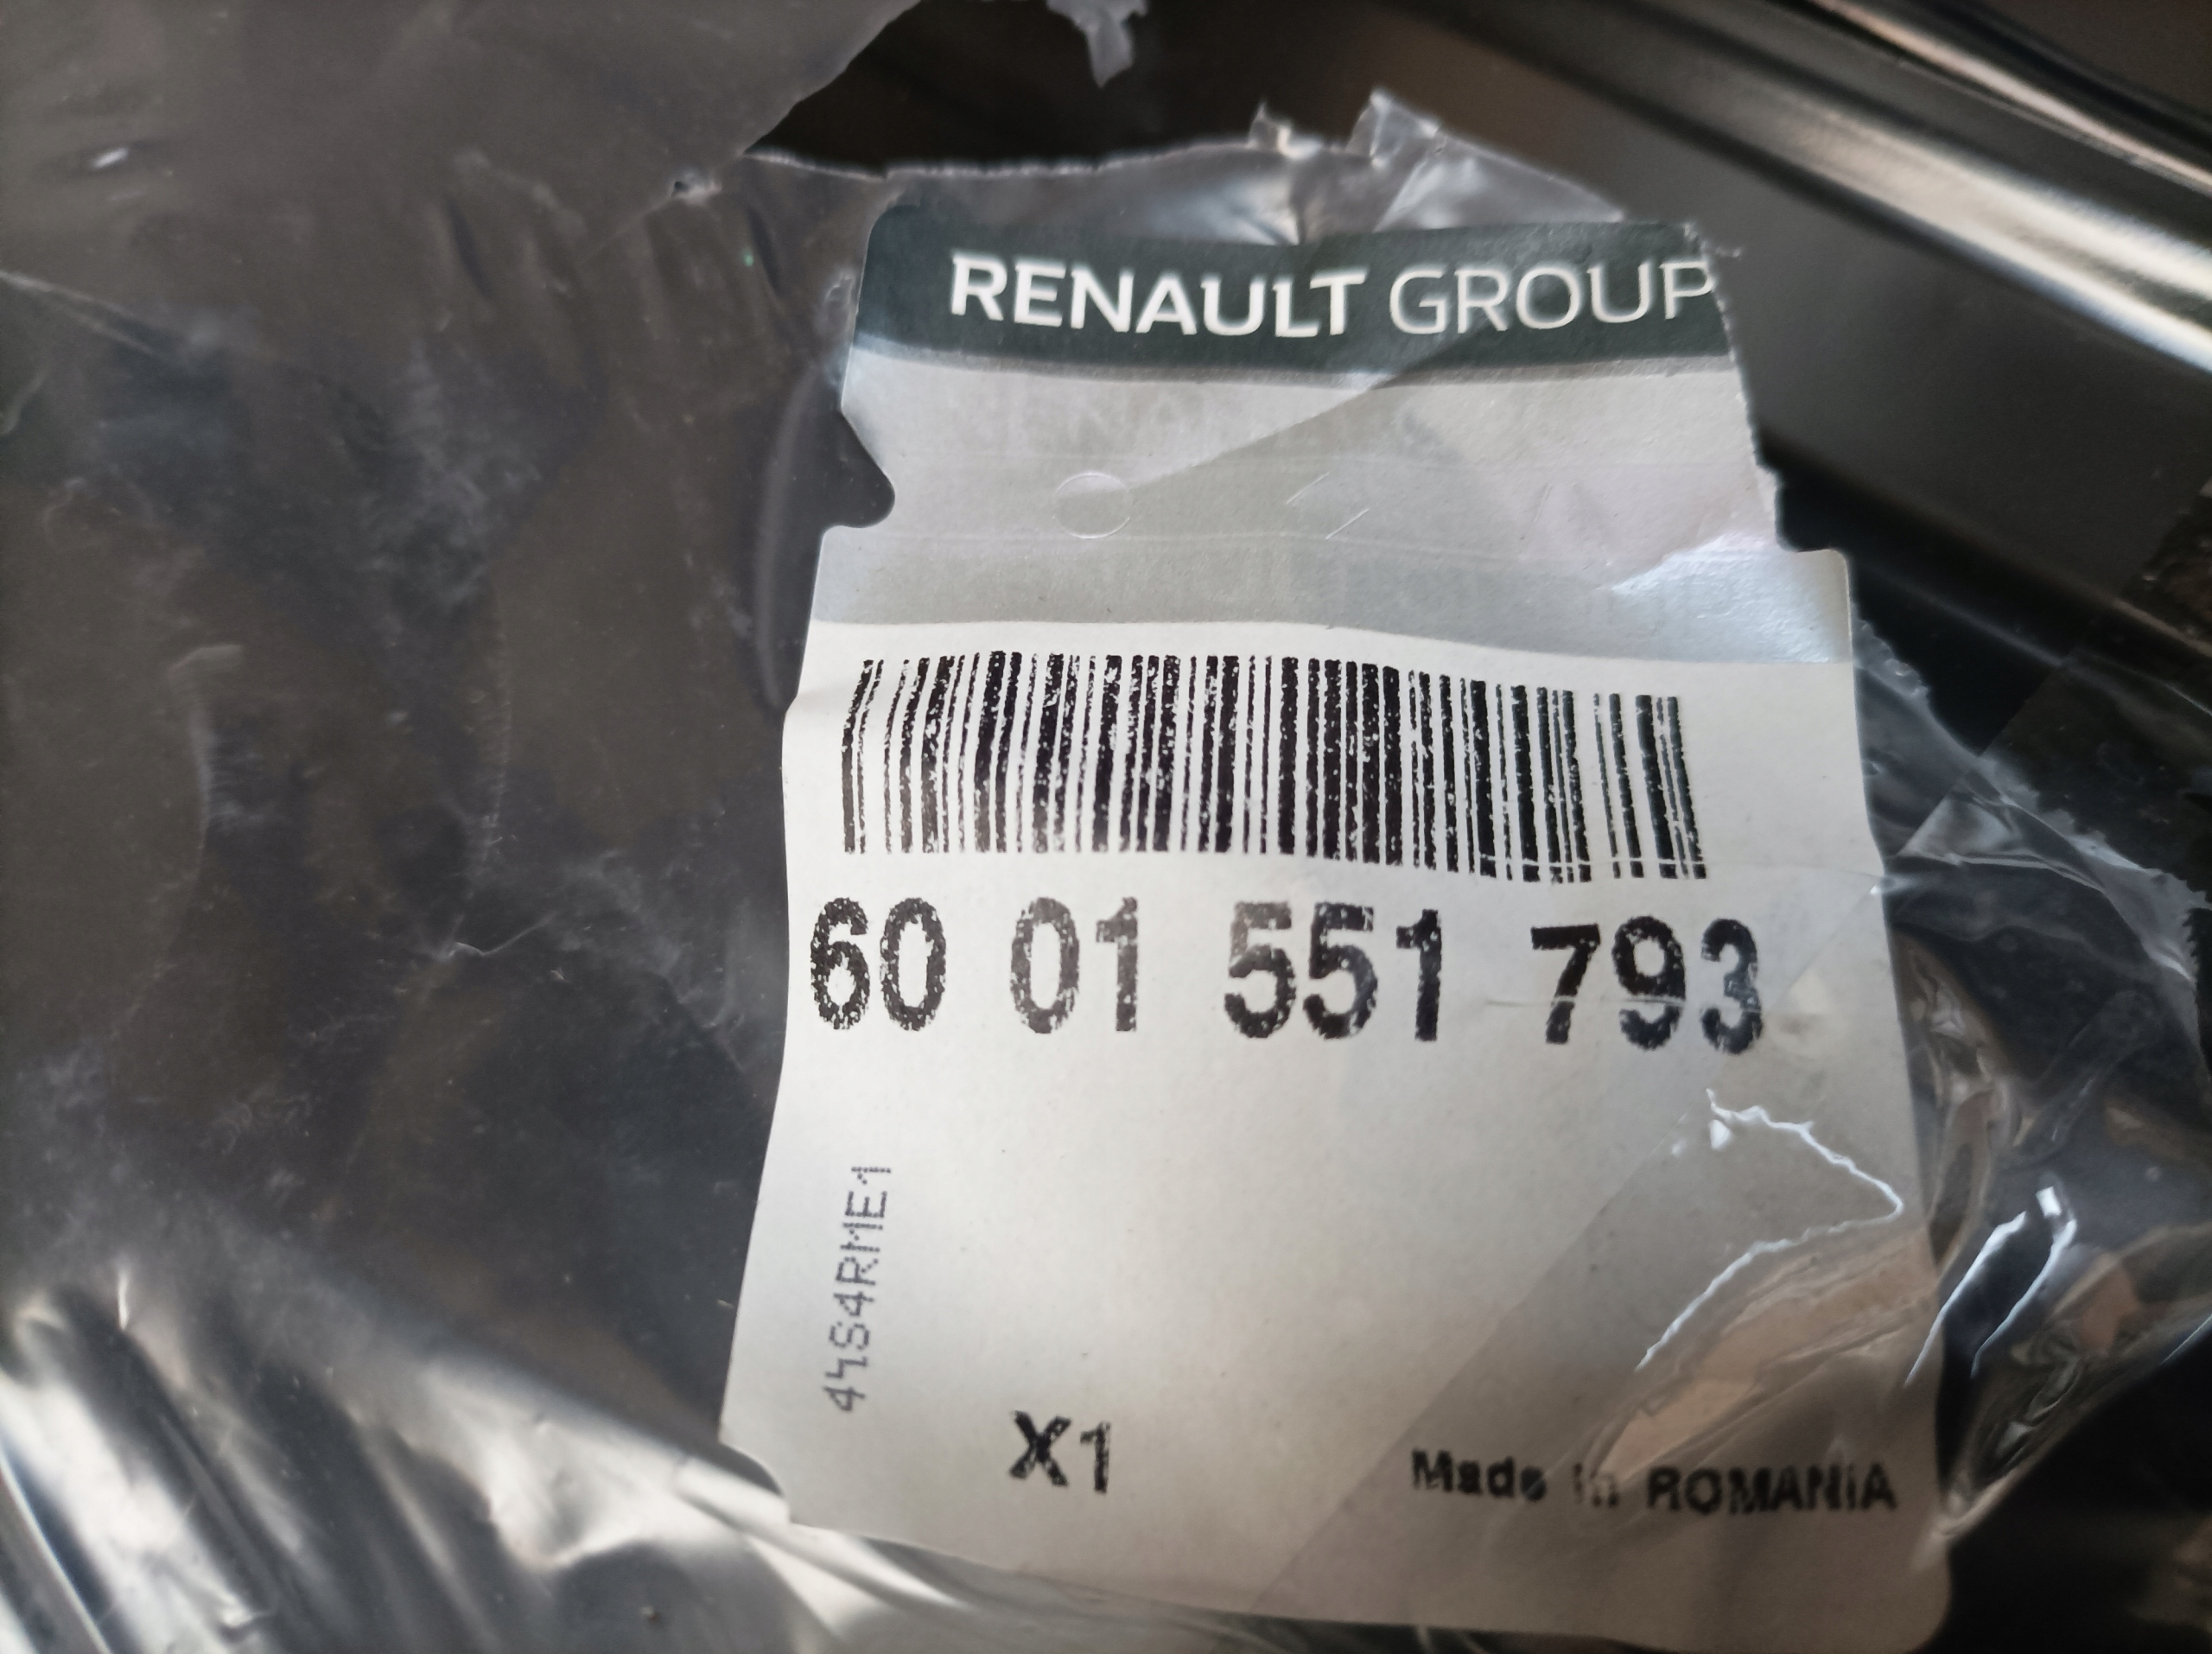 RENAULT GROUP
60 01 551 793
44S4RME1
X1
Made in ROMANIA